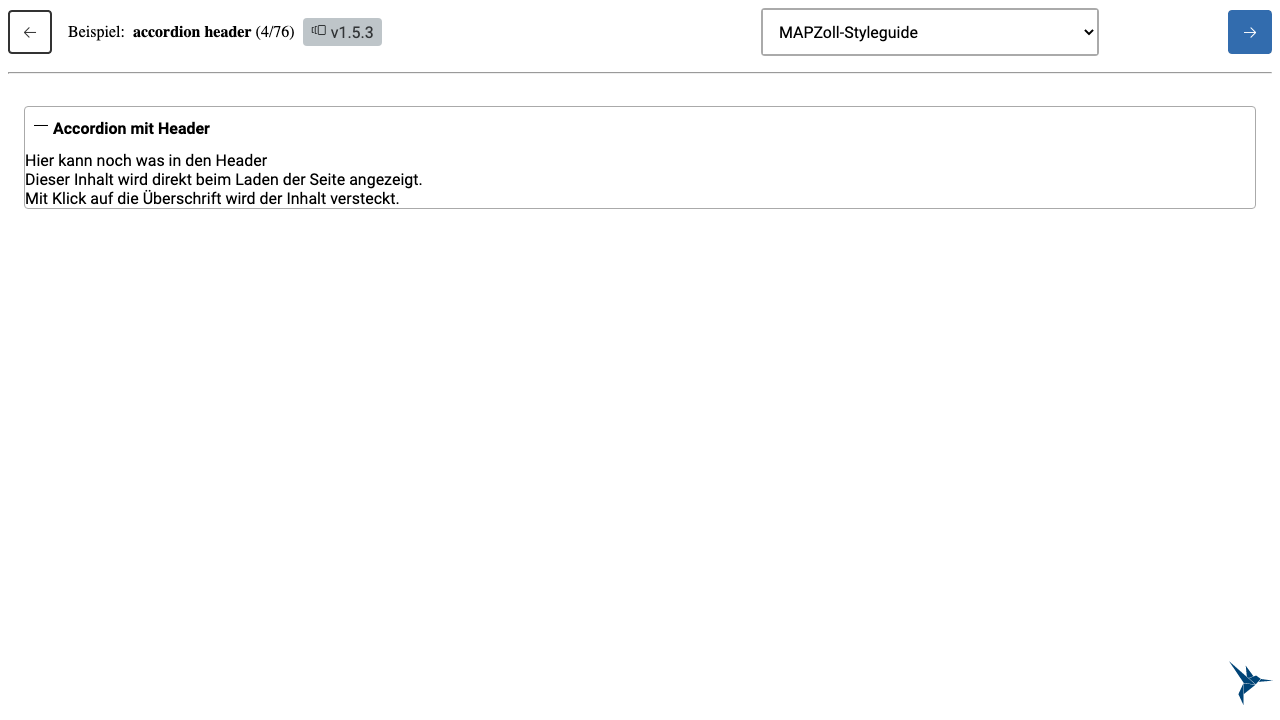 Beispiel: accordion header (4/76) v1.5.3 MAPZoll-Styleguide
Accordion mit Header
Hier kann noch was in den Header
Dieser Inhalt wird direkt beim Laden der Seite angezeigt.
Mit Klick auf die Überschrift wird der Inhalt versteckt.